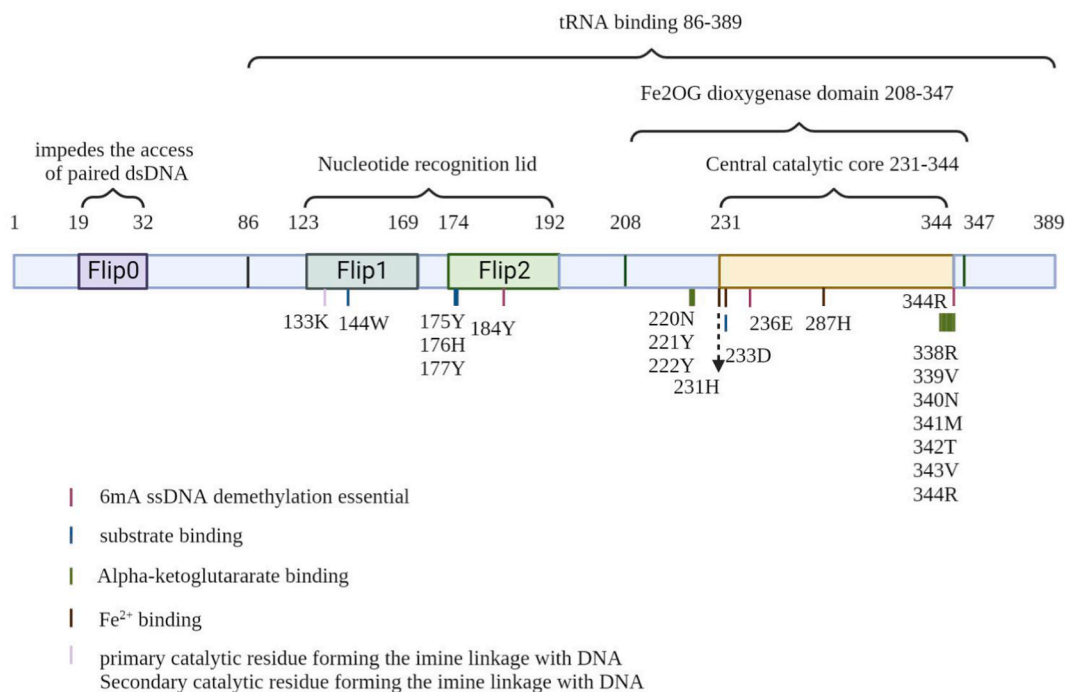 tRNA binding 86-389
Fe2OG dioxygenase domain 208-347
impedes the access
of paired dsDNA
Nucleotide recognition lid
Central catalytic core 231-344
1 19 32 86 123 169 174 192 208 231 344 347 389
Flip0 Flip1 Flip2
133K 144W
175Y 184Y
176H
177Y
220N
221Y
222Y
231H
233D
236E 287H
344R
338R
339V
340N
341M
342T
343V
344R
6mA ssDNA demethylation essential
substrate binding
Alpha-ketoglutararate binding
Fe²⁺ binding
primary catalytic residue forming the imine linkage with DNA
Secondary catalytic residue forming the imine linkage with DNA